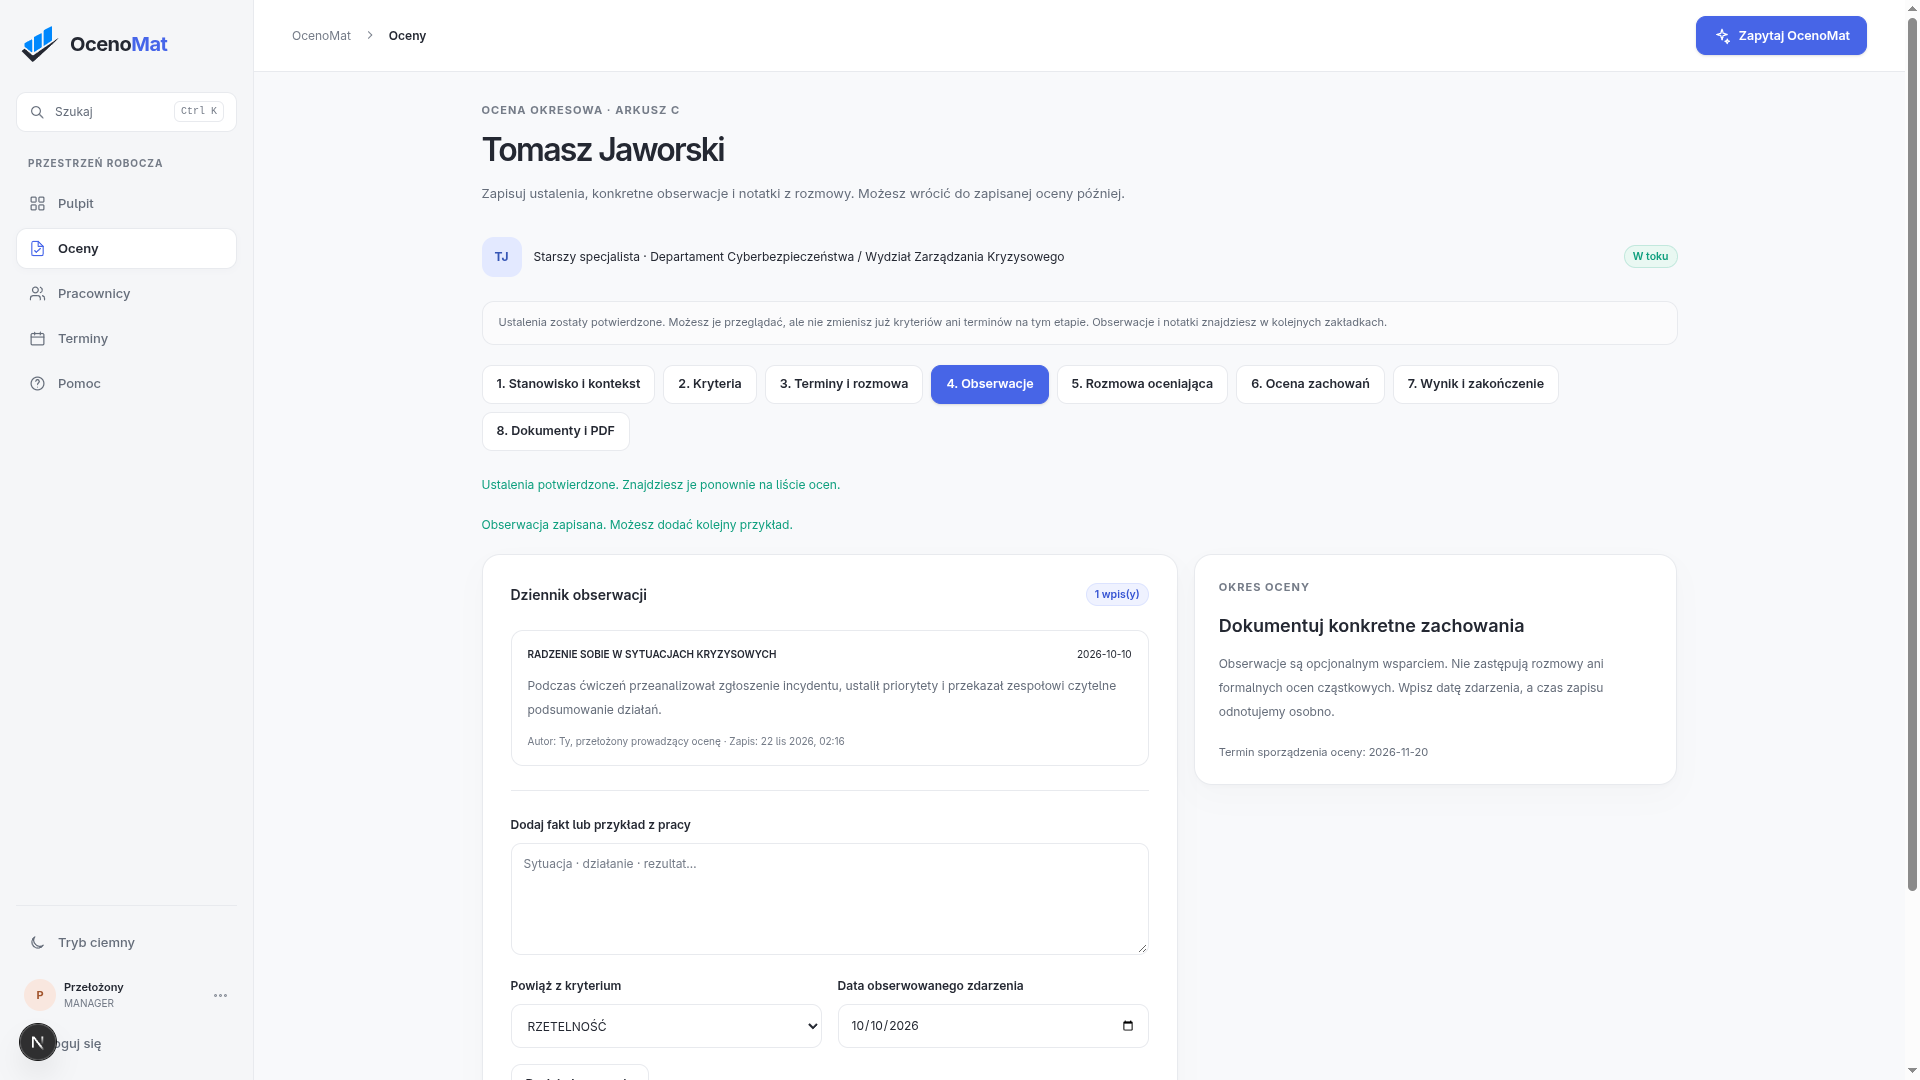 OcenoMat
OcenoMat
Oceny
Zapytaj OcenoMat
Szukaj
Ctrl K
PRZESTRZEŃ ROBOCZA
Pulpit
Oceny
Pracownicy
Terminy
Pomoc
OCENA OKRESOWA · ARKUSZ C
Tomasz Jaworski
Zapisuj ustalenia, konkretne obserwacje i notatki z rozmowy. Możesz wrócić do zapisanej oceny później.
TJ
Starszy specjalista · Departament Cyberbezpieczeństwa / Wydział Zarządzania Kryzysowego
W toku
Ustalenia zostały potwierdzone. Możesz je przeglądać, ale nie zmienisz już kryteriów ani terminów na tym etapie. Obserwacje i notatki znajdziesz w kolejnych zakładkach.
1. Stanowisko i kontekst
2. Kryteria
3. Terminy i rozmowa
4. Obserwacje
5. Rozmowa oceniająca
6. Ocena zachowań
7. Wynik i zakończenie
8. Dokumenty i PDF
Ustalenia potwierdzone. Znajdziesz je ponownie na liście ocen.
Obserwacja zapisana. Możesz dodać kolejny przykład.
Dziennik obserwacji
1 wpis(y)
RADZENIE SOBIE W SYTUACJACH KRYZYSOWYCH
2026-10-10
Podczas ćwiczeń przeanalizował zgłoszenie incydentu, ustalił priorytety i przekazał zespołowi czytelne
podsumowanie działań.
Autor: Ty, przełożony prowadzący ocenę · Zapis: 22 lis 2026, 02:16
Dodaj fakt lub przykład z pracy
Sytuacja · działanie · rezultat...
Powiąż z kryterium
Data obserwowanego zdarzenia
RZETELNOŚĆ
10/10/2026
OKRES OCENY
Dokumentuj konkretne zachowania
Obserwacje są opcjonalnym wsparciem. Nie zastępują rozmowy ani
formalnych ocen cząstkowych. Wpisz datę zdarzenia, a czas zapisu
odnotujemy osobno.
Termin sporządzenia oceny: 2026-11-20
Tryb ciemny
P
Przełożony
MANAGER
N
oguj się